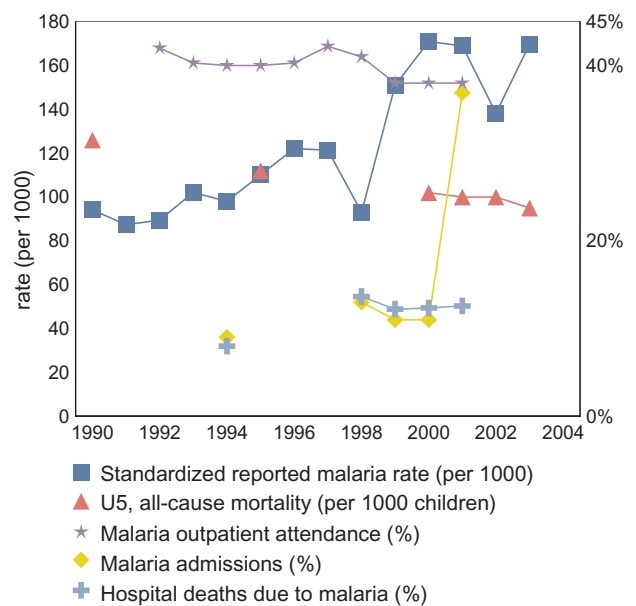 180
160
140
120
100
80
60
40
20
0
rate (per 1000)
45%
40%
20%
0%
1990 1992 1994 1996 1998 2000 2002 2004
Standardized reported malaria rate (per 1000)
U5, all-cause mortality (per 1000 children)
Malaria outpatient attendance (%)
Malaria admissions (%)
Hospital deaths due to malaria (%)